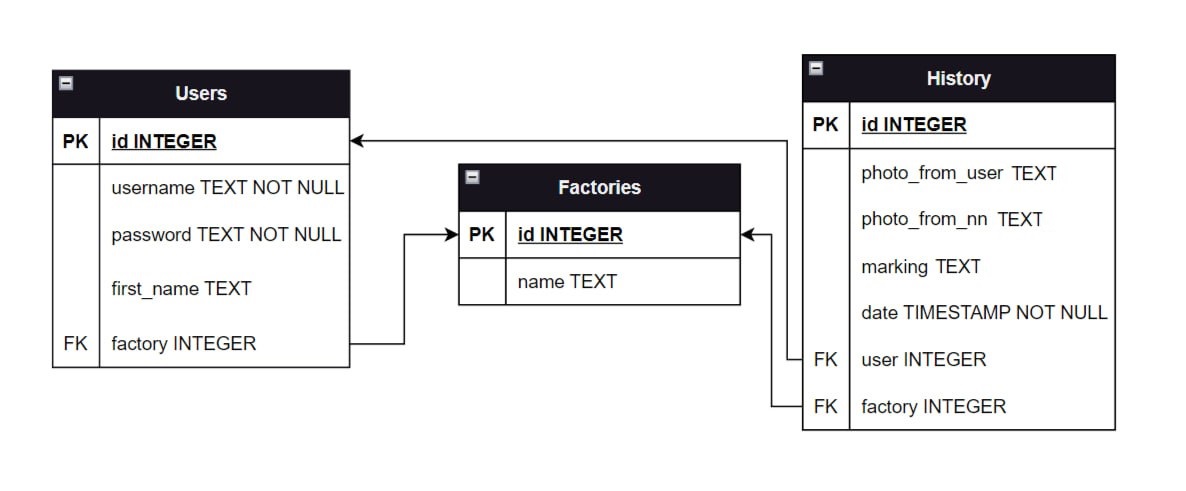 Users
PK id INTEGER
username TEXT NOT NULL
password TEXT NOT NULL
first_name TEXT
FK factory INTEGER
Factories
PK id INTEGER
name TEXT
History
PK id INTEGER
photo_from_user TEXT
photo_from_nn TEXT
marking TEXT
date TIMESTAMP NOT NULL
FK user INTEGER
FK factory INTEGER